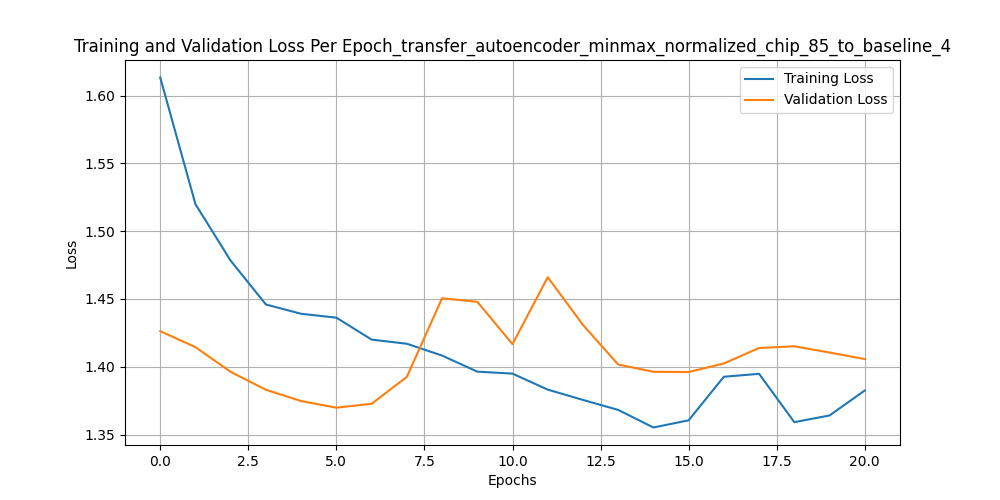 Training and Validation Loss Per Epoch_transfer_autoencoder_minmax_normalized_chip_85_to_baseline_4
Training Loss
Validation Loss
1.60
1.55
1.50
1.45
1.40
1.35
Loss
0.0 2.5 5.0 7.5 10.0 12.5 15.0 17.5 20.0
Epochs